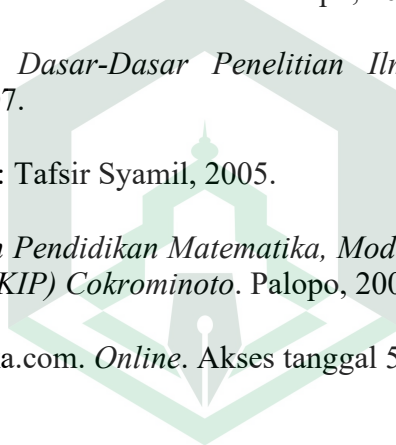 Dasar-Dasar Penelitian Iln
7.
: Tafsir Syamil, 2005.
Pendidikan Matematika, Mod
KIP) Cokrominoto. Palopo, 200
a.com. Online. Akses tanggal 5